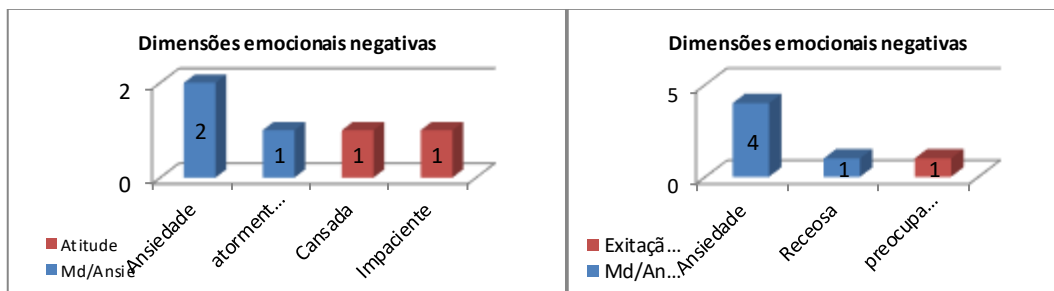 Dimensões emocionais negativas
2
0
2
1
1
1
Ansiedade
atorment...
Cansada
Impaciente
Atitude
Md/Ansie
Dimensões emocionais negativas
5
0
4
1
1
Ansiedade
Receosa
preocupa...
Exitaçã...
Md/An...